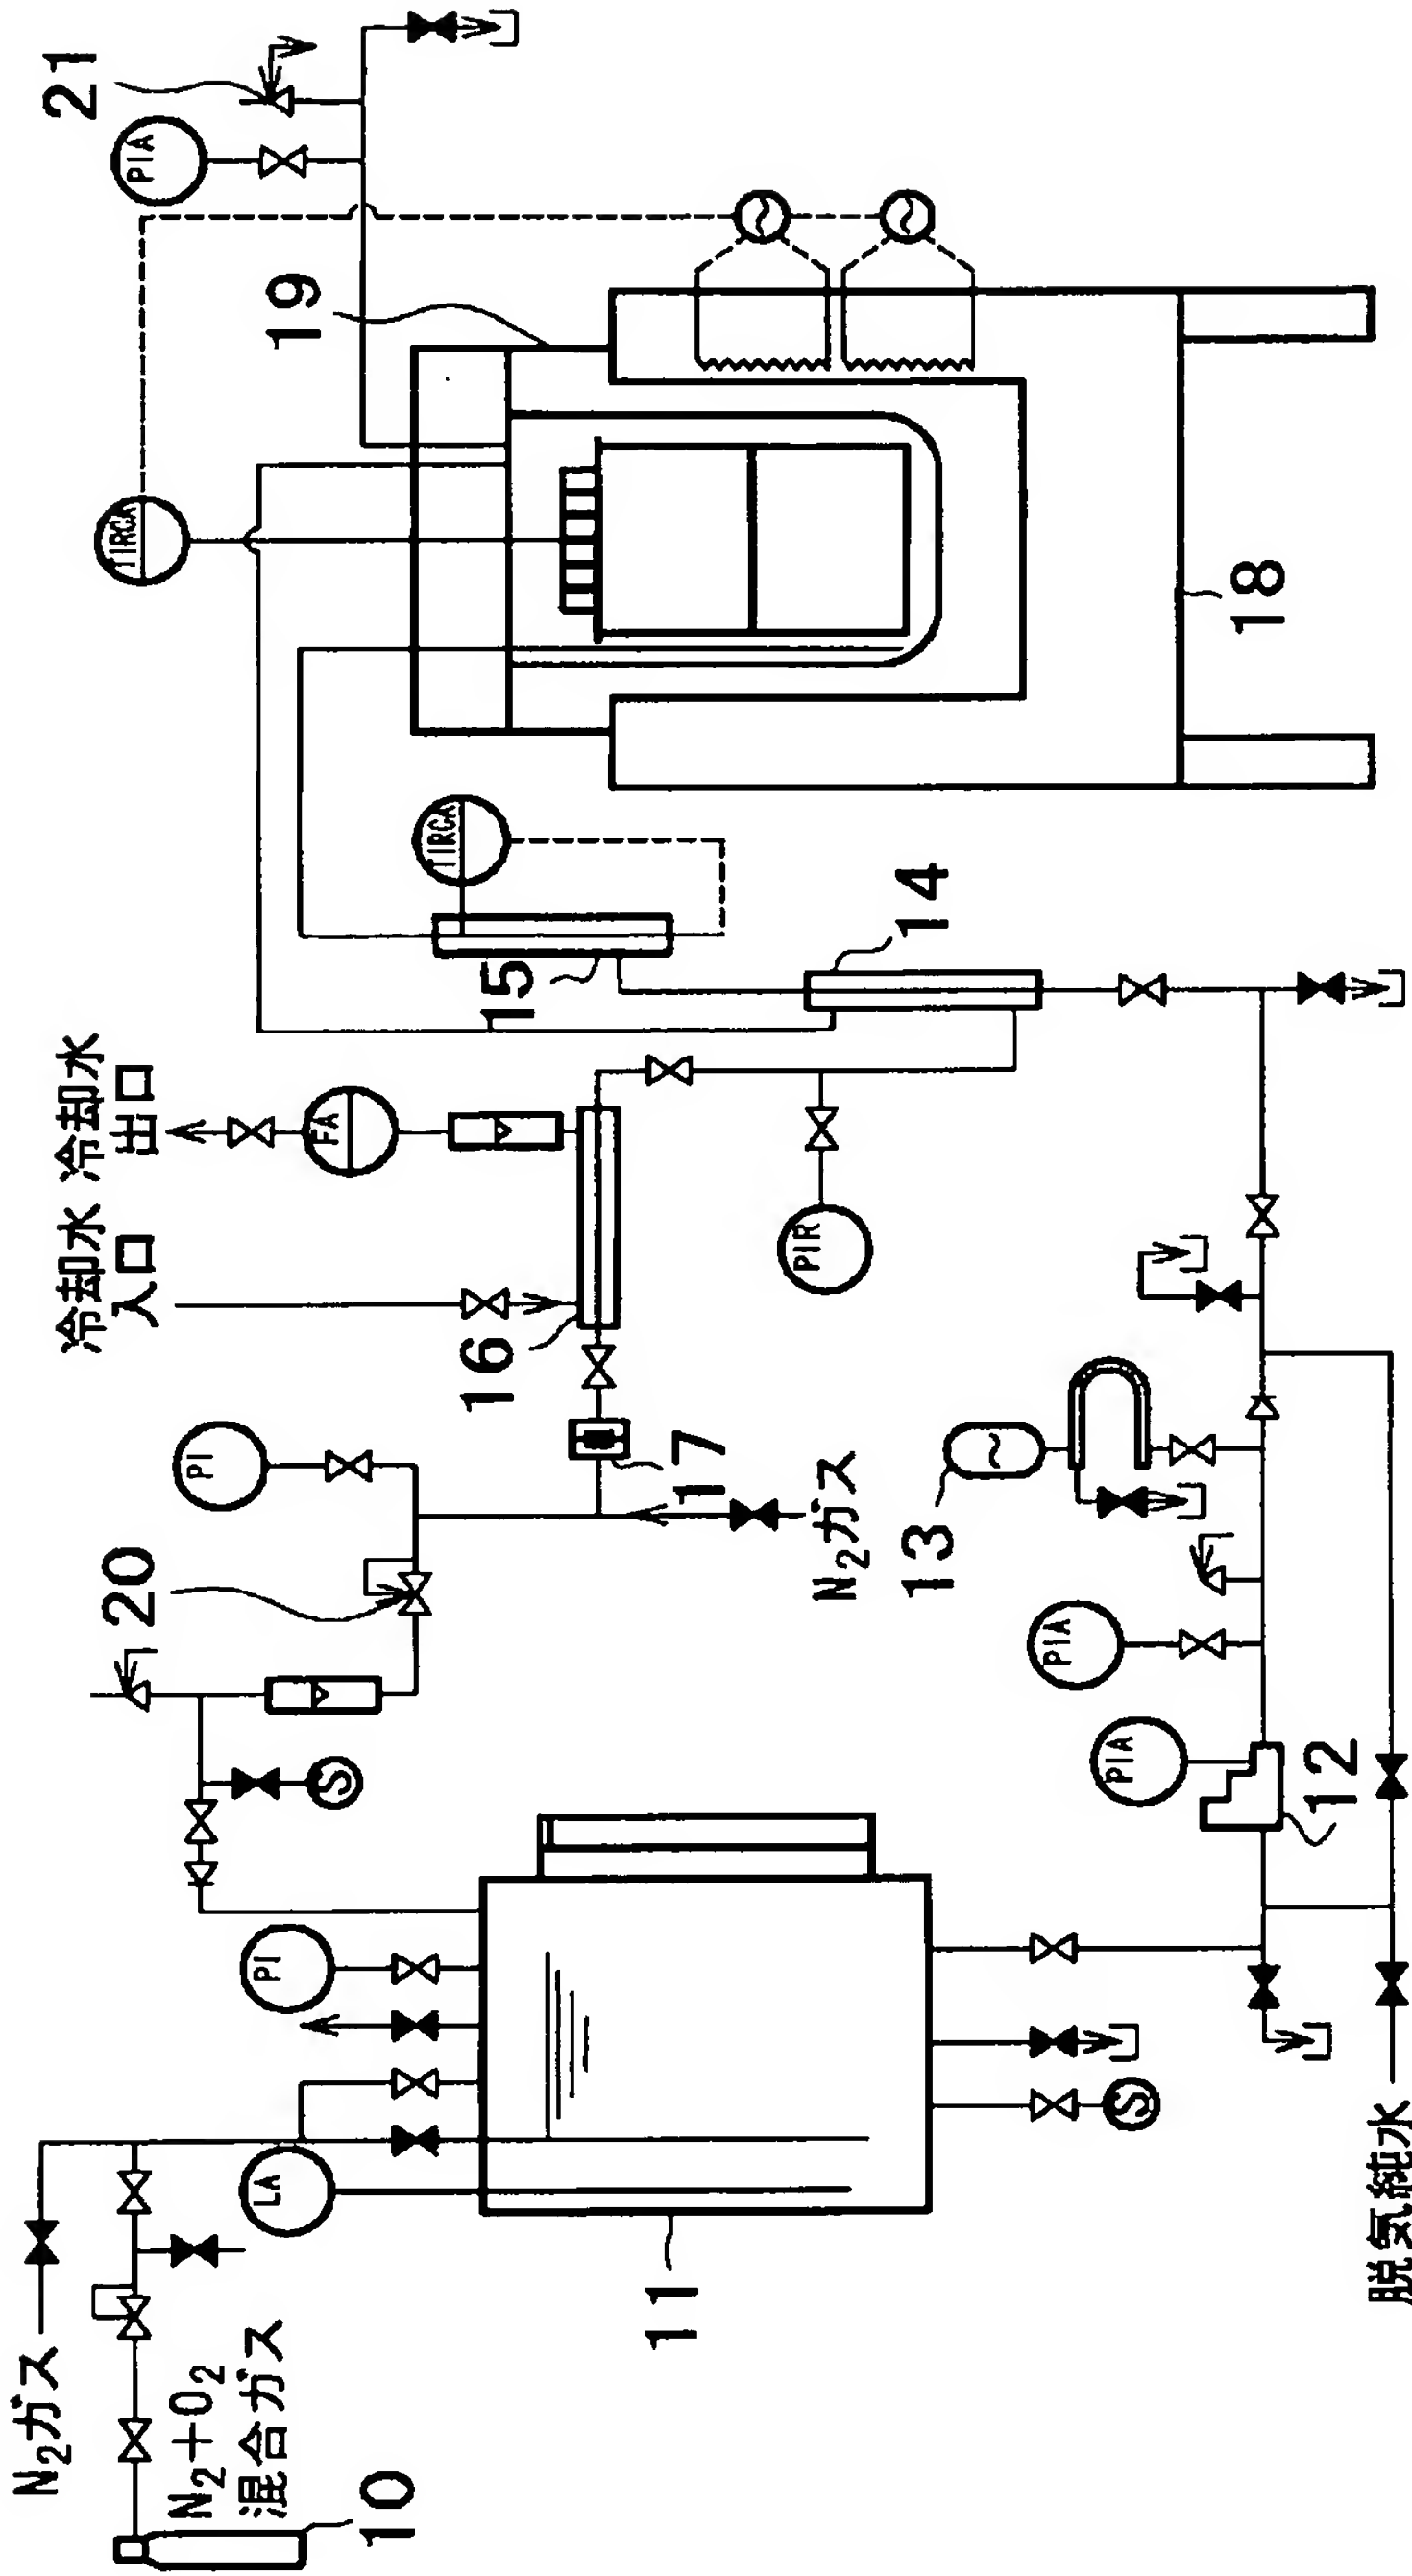 N₂ガス
N₂+O₂
混合ガス
10
冷却水
入口
冷却水
出口
21
20
PI
TIRCA
PIA
LA
PI
S
FA
19
16
15
TIRCA
11
17
N₂ガス
PIR
14
13
PIA
PIA
S
18
12
脱気純水